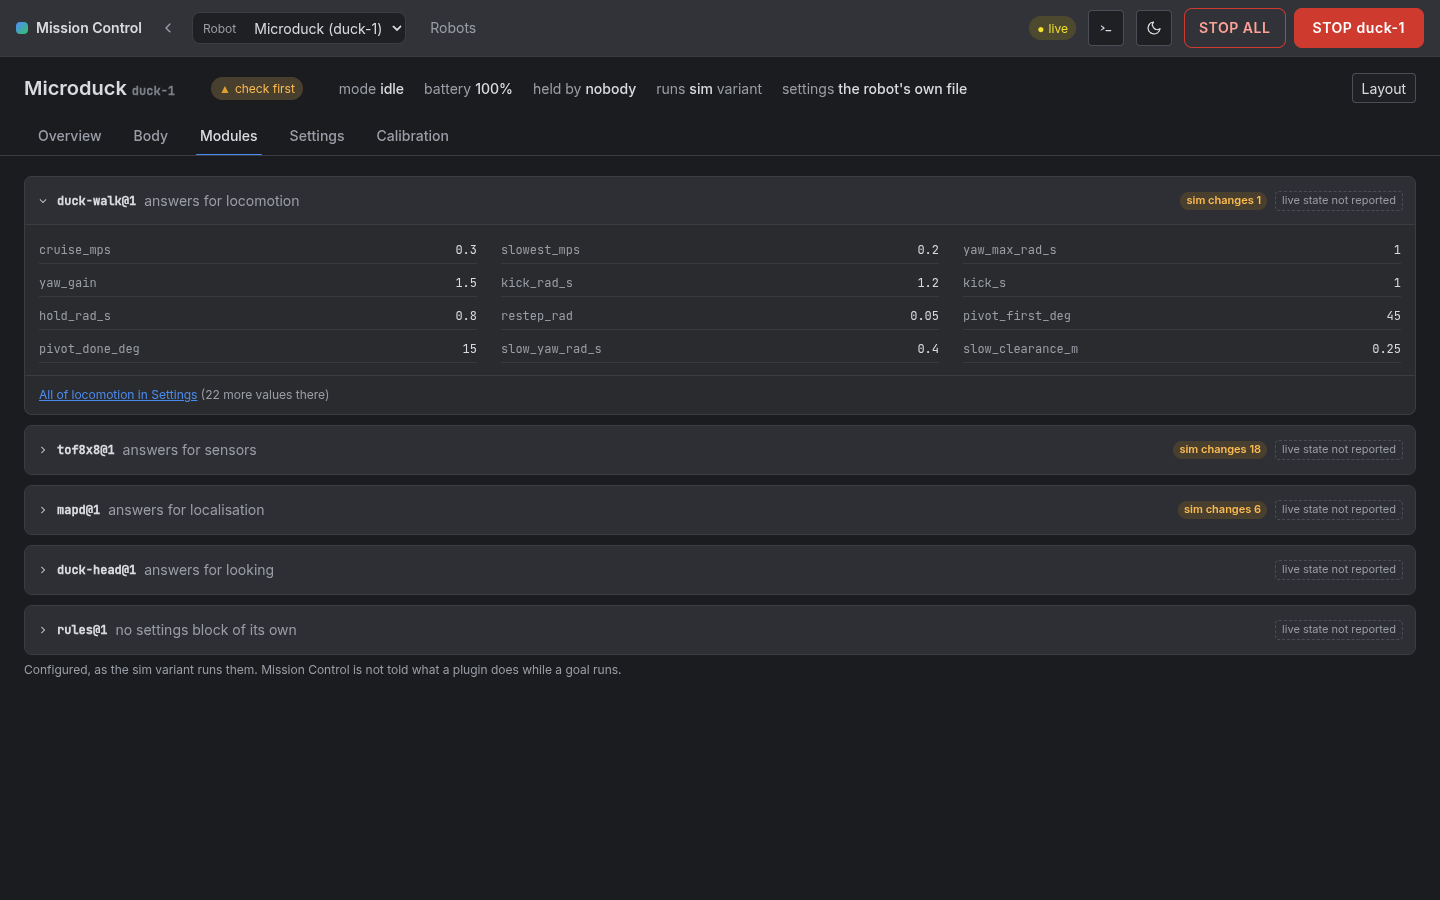 Mission Control
Robot Microduck (duck-1)
Robots
● live
STOP ALL
STOP duck-1
Microduck duck-1
▲ check first
mode idle
battery 100%
held by nobody
runs sim variant
settings the robot's own file
Layout
Overview
Body
Modules
Settings
Calibration
duck-walk@1 answers for locomotion
sim changes 1
live state not reported
cruise_mps 0.3
slowest_mps 0.2
yaw_max_rad_s 1
yaw_gain 1.5
kick_rad_s 1.2
kick_s 1
hold_rad_s 0.8
restep_rad 0.05
pivot_first_deg 45
pivot_done_deg 15
slow_yaw_rad_s 0.4
slow_clearance_m 0.25
All of locomotion in Settings (22 more values there)
tof8x8@1 answers for sensors
sim changes 18
live state not reported
mapd@1 answers for localisation
sim changes 6
live state not reported
duck-head@1 answers for looking
live state not reported
rules@1 no settings block of its own
live state not reported
Configured, as the sim variant runs them. Mission Control is not told what a plugin does while a goal runs.